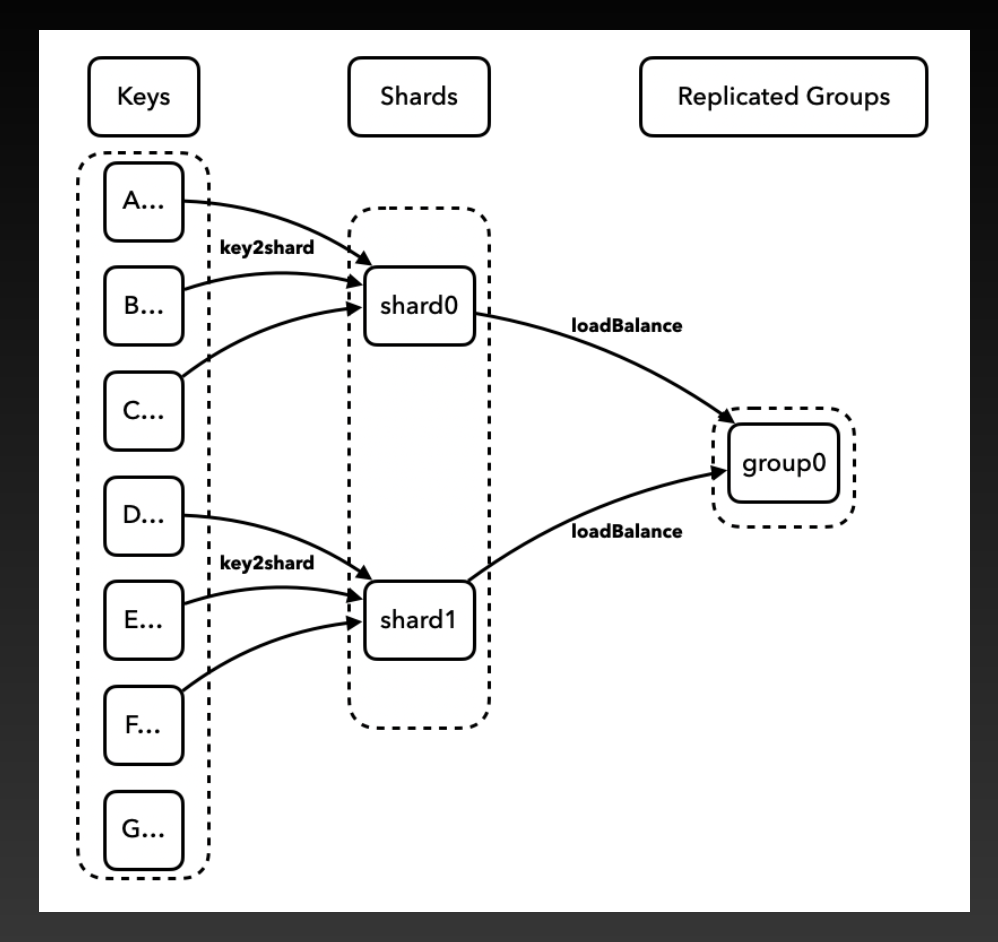 Keys
Shards
Replicated Groups
A...
key2shard
B...
shard0
loadBalance
C...
group0
D...
loadBalance
key2shard
E...
shard1
F...
G...